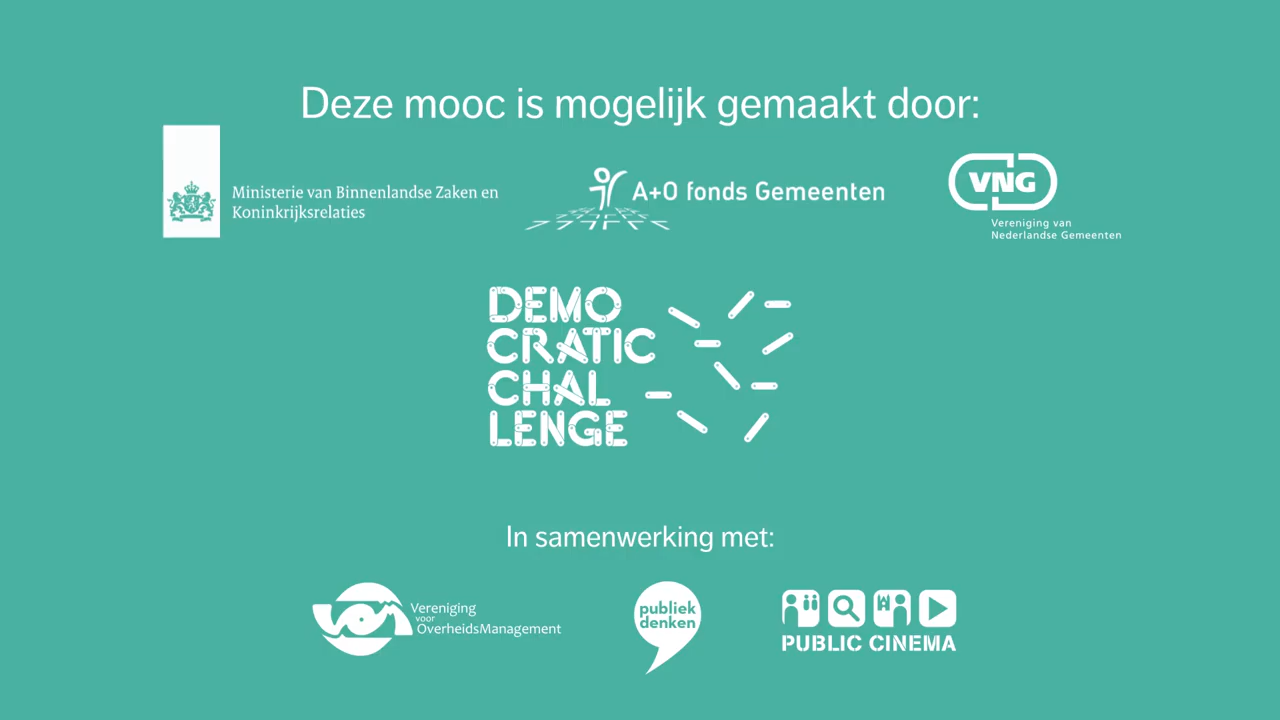 Deze mooc is mogelijk gemaakt door:
Ministerie van Binnenlandse Zaken en
Koninkrijksrelaties
A+O fonds Gemeenten
VNG
Vereniging van
Nederlandse Gemeenten
DEMO
CRATIC
CHAL
LENGE
In samenwerking met:
VOM
Vereniging
voor
OverheidsManagement
publiek
denken
PUBLIC CINEMA